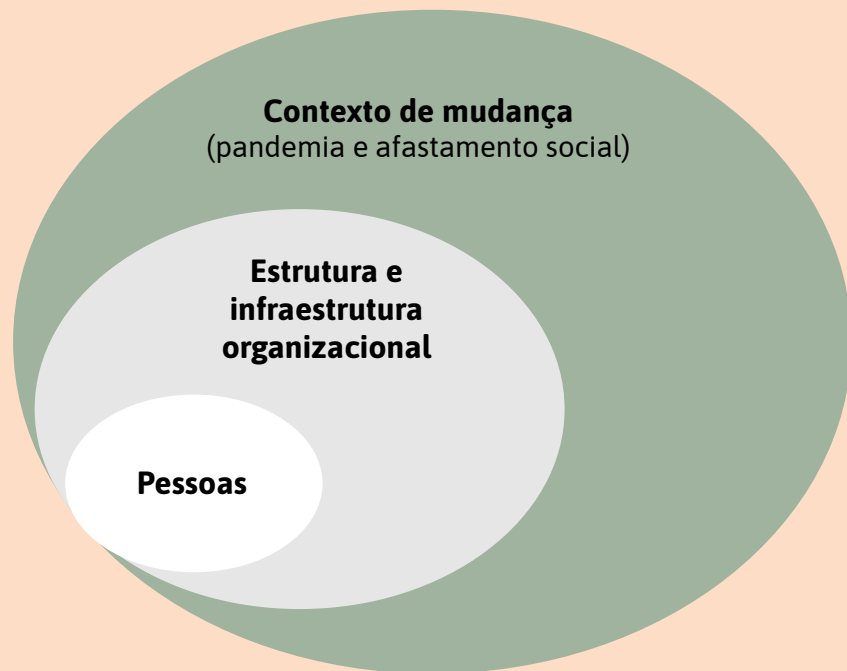 Contexto de mudança
(pandemia e afastamento social)
Estrutura e
infraestrutura
organizacional
Pessoas